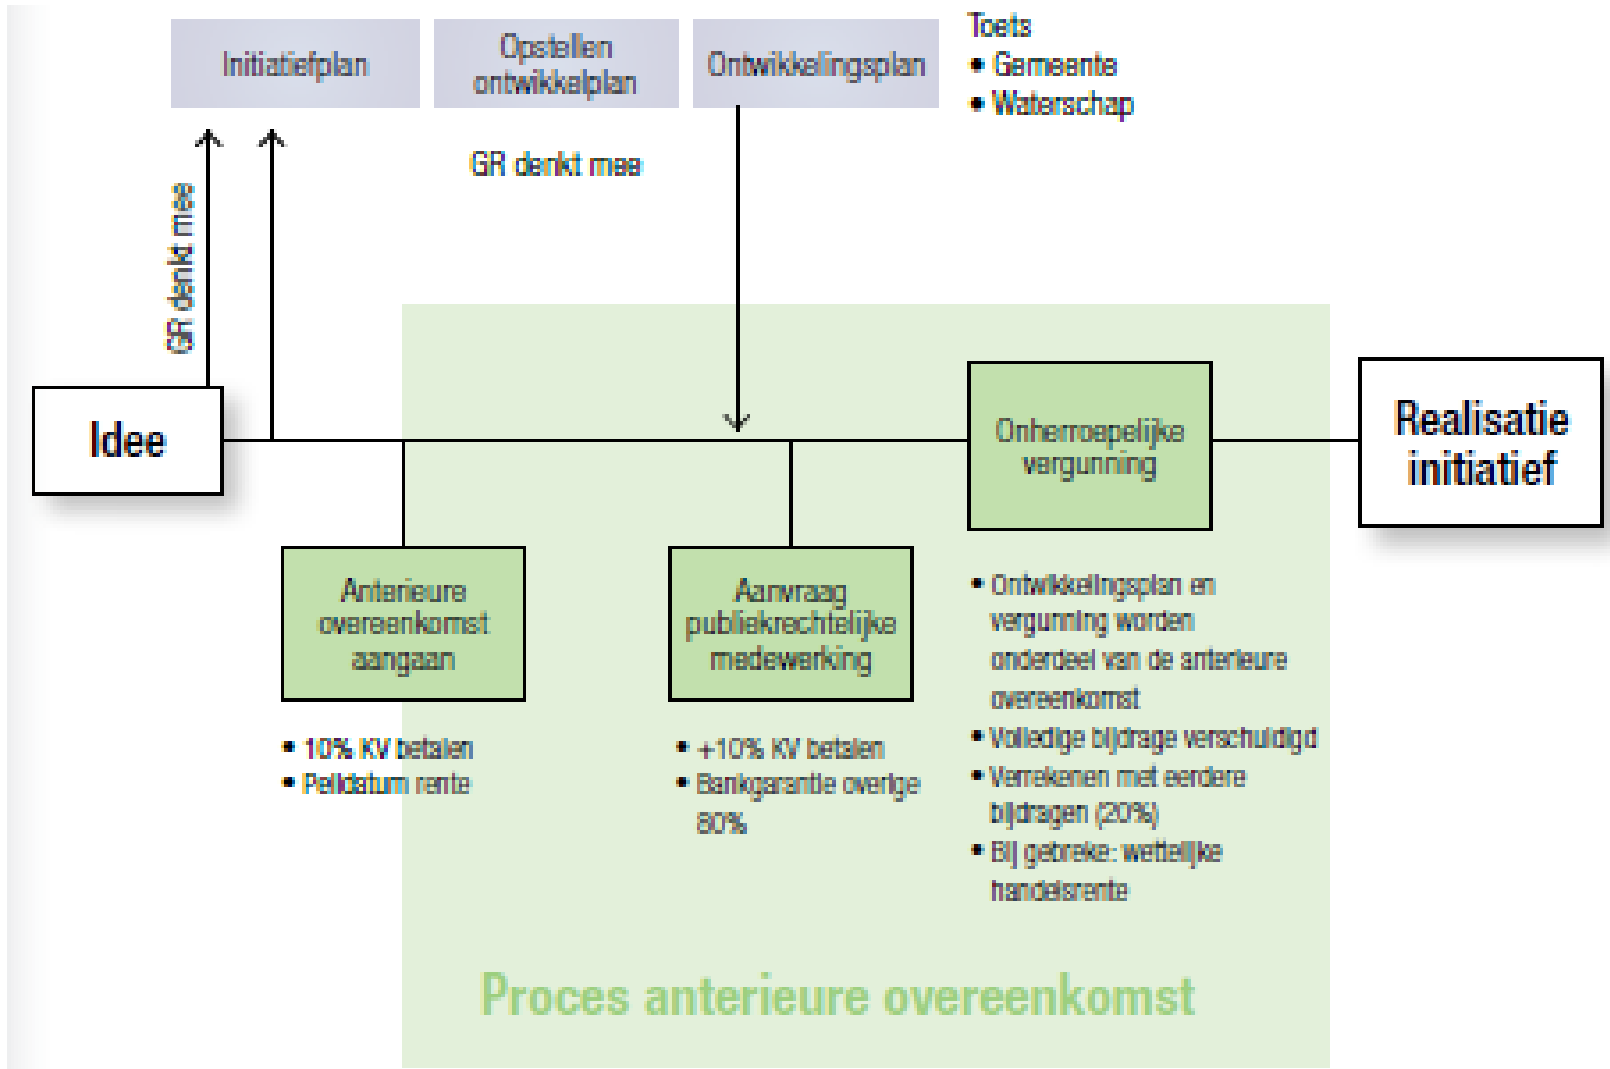 Initiatiefplan
Opstellen
ontwikkelplan
Ontwikkelingsplan
Toets
• Gemeente
• Waterschap
GR denkt mee
GR denkt mee
Idee
Onherroepelijke
vergunning
Realisatie
initiatief
Anterieure
overeenkomst
aangaan
Aanvraag
publiekrechtelijke
medewerking
• 10% KV betalen
• Peildatum rente
• +10% KV betalen
• Bankgarantie overige
80%
• Ontwikkelingsplan en
vergunning worden
onderdeel van de anterieure
overeenkomst
• Volledige bijdrage verschuldigd
• Verrekenen met eerdere
bijdragen (20%)
• Bij gebreke: wettelijke
handelsrente
Proces anterieure overeenkomst